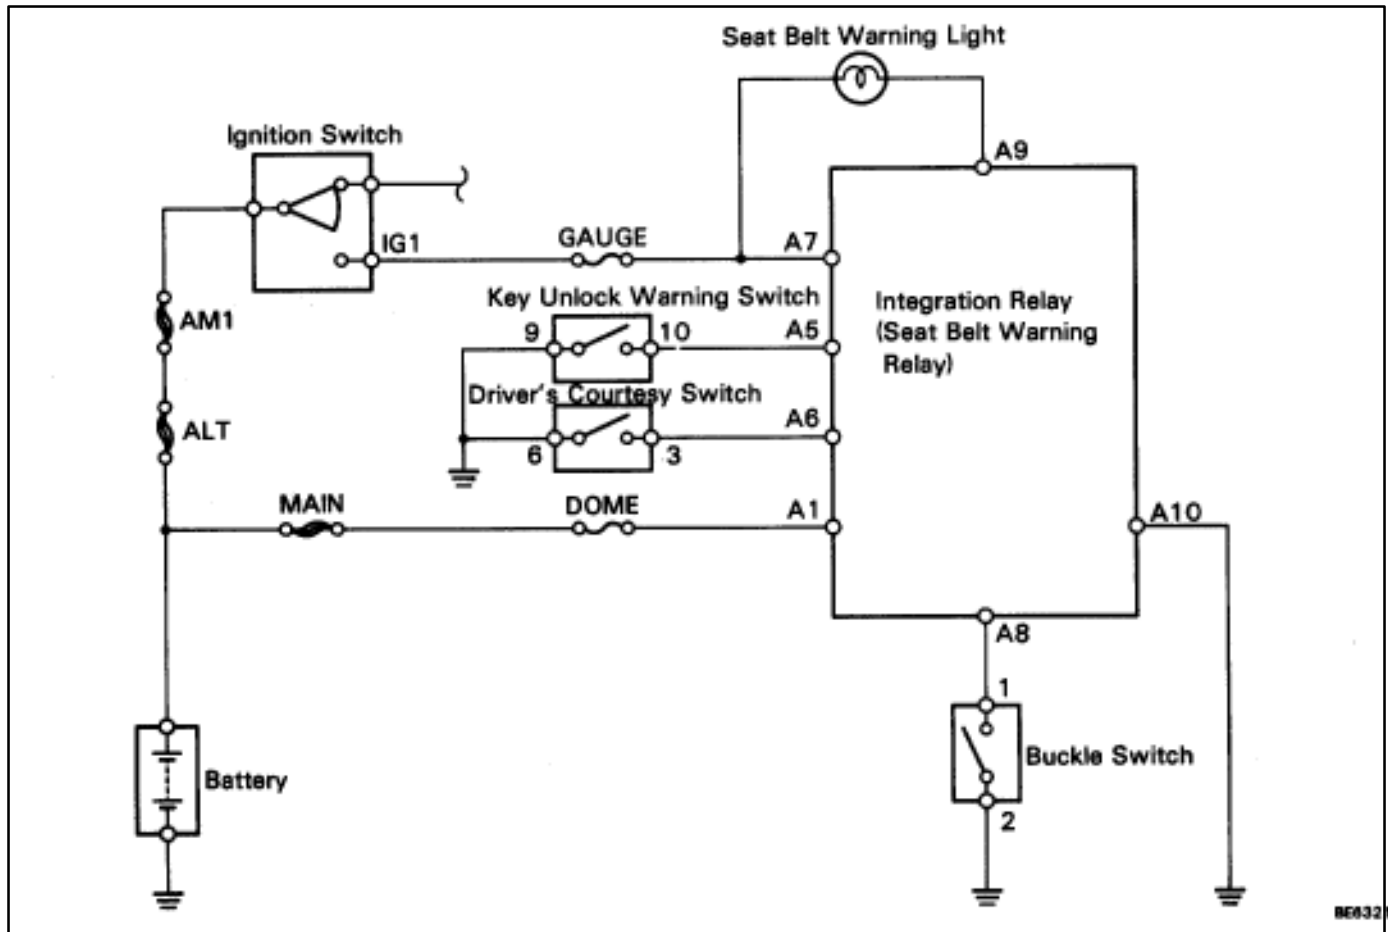 Seat Belt Warning Light
Ignition Switch
A9
IG1
GAUGE
A7
Key Unlock Warning Switch
Integration Relay
(Seat Belt Warning
Relay)
AM1
9
10
A5
Driver's Courtesy Switch
ALT
A6
6
3
MAIN
DOME
A1
A10
A8
1
Battery
Buckle Switch
2
BE6321